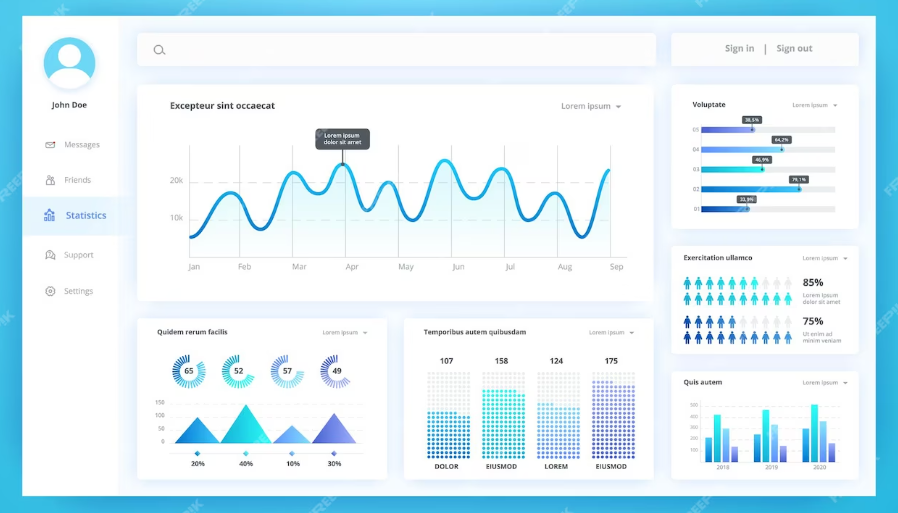 John Doe
Messages
Friends
Statistics
Support
Settings
Sign in | Sign out
Excepteur sint occaecat
Lorem ipsum
Lorem ipsum
dolor sit amet
20k
10k
Jan Feb Mar Apr May Jun Jul Aug Sep
Voluptate
Lorem ipsum
05
38,5%
04
64,2%
03
48,9%
02
79,1%
01
33,9%
Exercitation ullamco
Lorem ipsum
85%
Lorem ipsum
dolor sit amet
75%
Ut enim ad
minim veniam
Quidem rerum facilis
Lorem ipsum
65 52 57 49
150
100
50
0
20% 40% 10% 30%
Temporibus autem quibusdam
Lorem ipsum
107 158 124 175
DOLOR EIUSMOD LOREM EIUSMOD
Quis autem
Lorem ipsum
500
400
300
200
100
2018 2019 2020